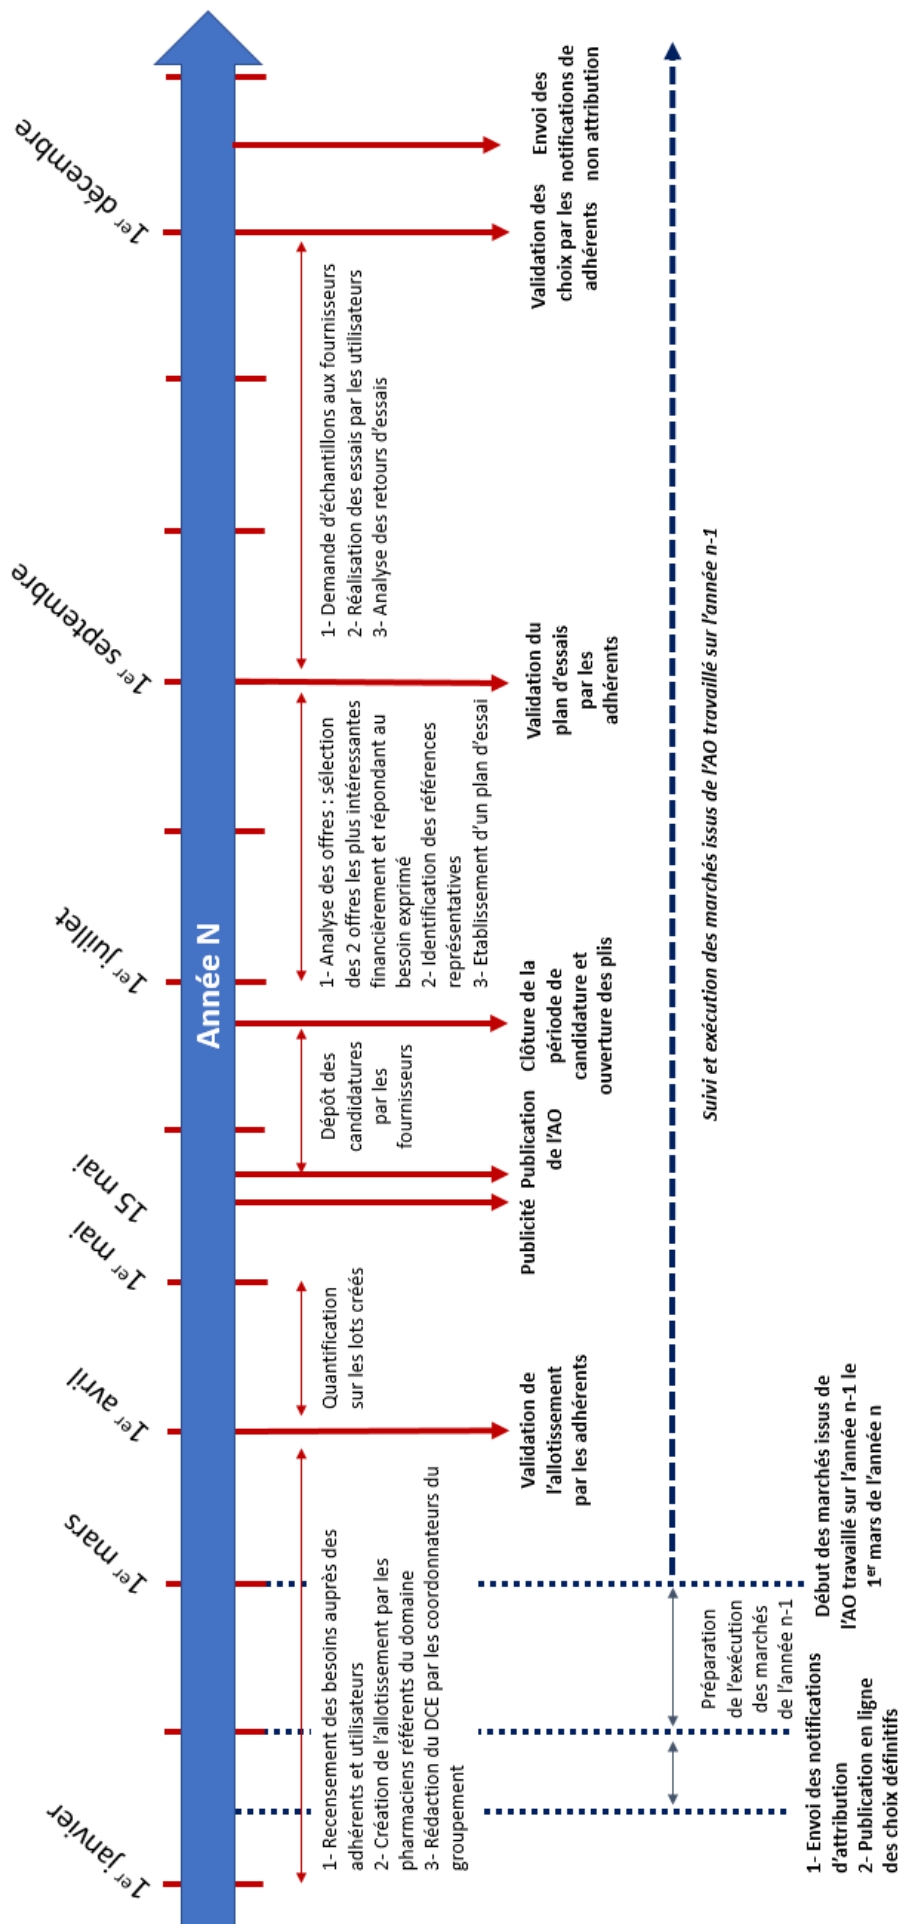 Année N
1er janvier
1er mars
1er avril
1er mai
15 mai
1er juillet
1er septembre
1er décembre
1- Recensement des besoins auprès des
adhérents et utilisateurs
2- Création de l'allotissement par les
pharmaciens référents du domaine
3- Rédaction du DCE par les coordonnateurs du
groupement
Quantification
sur les lots créés
Dépôt des
candidatures
par les
fournisseurs
1- Analyse des offres : sélection
des 2 offres les plus intéressantes
financièrement et répondant au
besoin exprimé
2- Identification des références
représentatives
3- Etablissement d'un plan d'essai
1- Demande d'échantillons aux fournisseurs
2- Réalisation des essais par les utilisateurs
3- Analyse des retours d'essais
Validation de
l'allotissement
par les adhérents
Publicité
Publication
de l'AO
Clôture de la
période de
candidature et
ouverture des plis
Validation du
plan d'essai
par les
adhérents
Validation des
choix par les
adhérents
Envoi des
notifications de
non attribution
Suivi et exécution des marchés issus de l'AO travaillé sur l'année n-1
Préparation
de l'exécution
des marchés
de l'année n-1
1- Envoi des notifications
d'attribution
2- Publication en ligne
des choix définitifs
Début des marchés issus de
l'AO travaillé sur l'année n-1 le
1er mars de l'année n